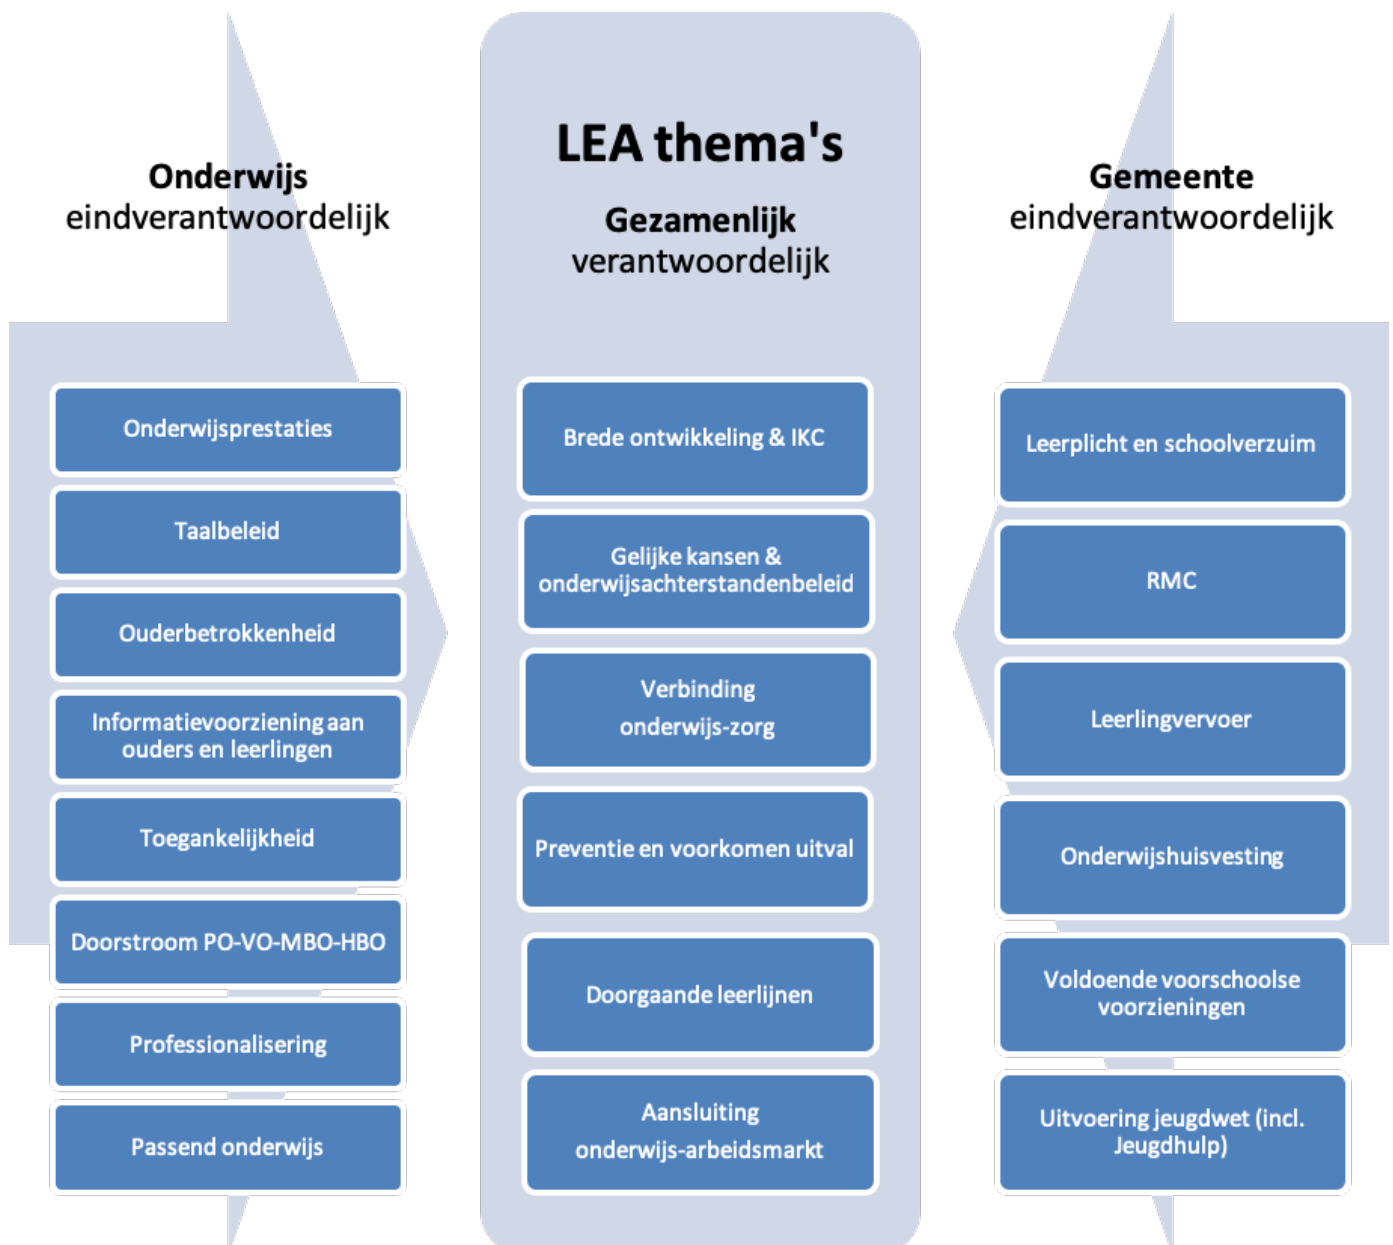 Onderwijs
eindverantwoordelijk
Onderwijsprestaties
Taalbeleid
Ouderbetrokkenheid
Informatievoorziening aan
ouders en leerlingen
Toegankelijkheid
Doorstroom PO-VO-MBO-HBO
Professionalisering
Passend onderwijs
LEA thema's
Gezamenlijk
verantwoordelijk
Brede ontwikkeling & IKC
Gelijke kansen &
onderwijsachterstandenbeleid
Verbinding
onderwijs-zorg
Preventie en voorkomen uitval
Doorgaande leerlijnen
Aansluiting
onderwijs-arbeidsmarkt
Gemeente
eindverantwoordelijk
Leerplicht en schoolverzuim
RMC
Leerlingvervoer
Onderwijshuisvesting
Voldoende voorschoolse
voorzieningen
Uitvoering jeugdwet (incl.
Jeugdhulp)